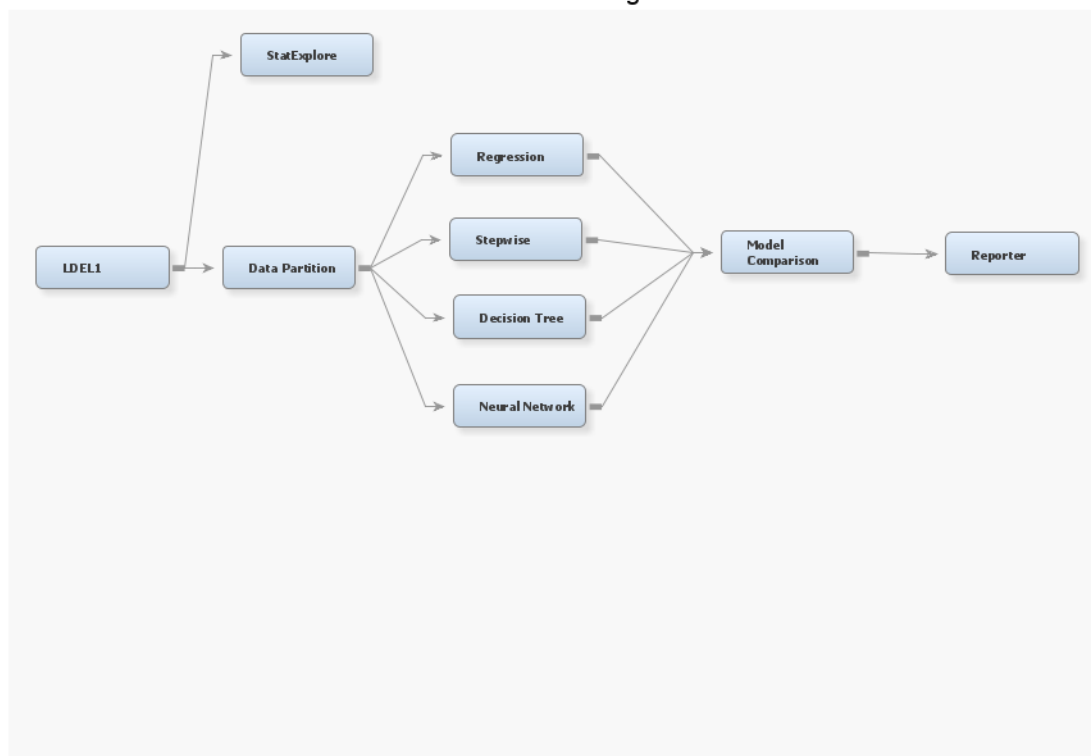 StatExplore
Regression
Stepwise
LDEL1
Data Partition
Model
Comparison
Reporter
Decision Tree
Neural Network